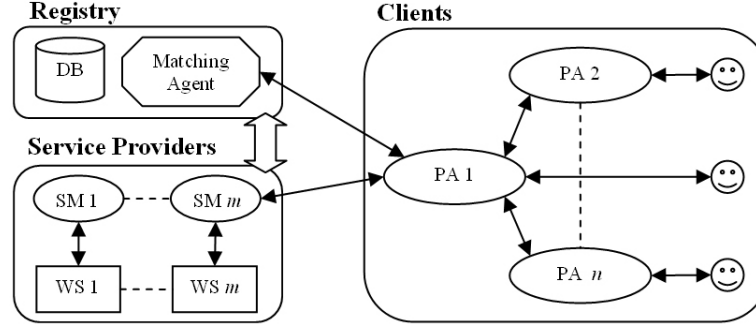 Registry
DB
Matching
Agent
Service Providers
SM 1
SM m
WS 1
WS m
Clients
PA 2
PA 1
PA n